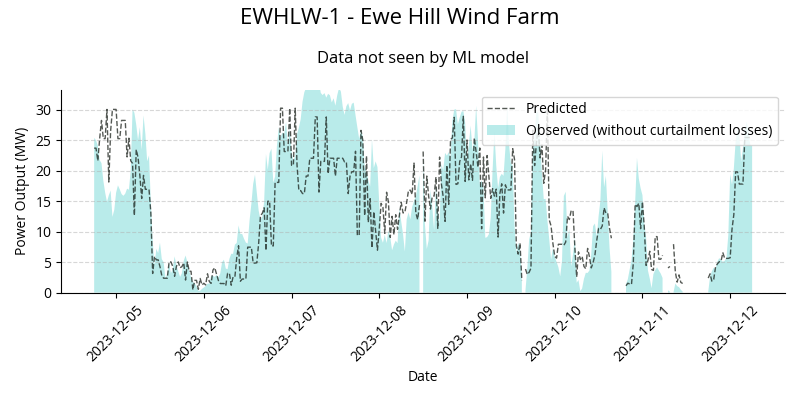 EWHLW-1 - Ewe Hill Wind Farm
Data not seen by ML model
Predicted
Observed (without curtailment losses)
Power Output (MW)
30
25
20
15
10
5
0
2023-12-05
2023-12-06
2023-12-07
2023-12-08
2023-12-09
2023-12-10
2023-12-11
2023-12-12
Date